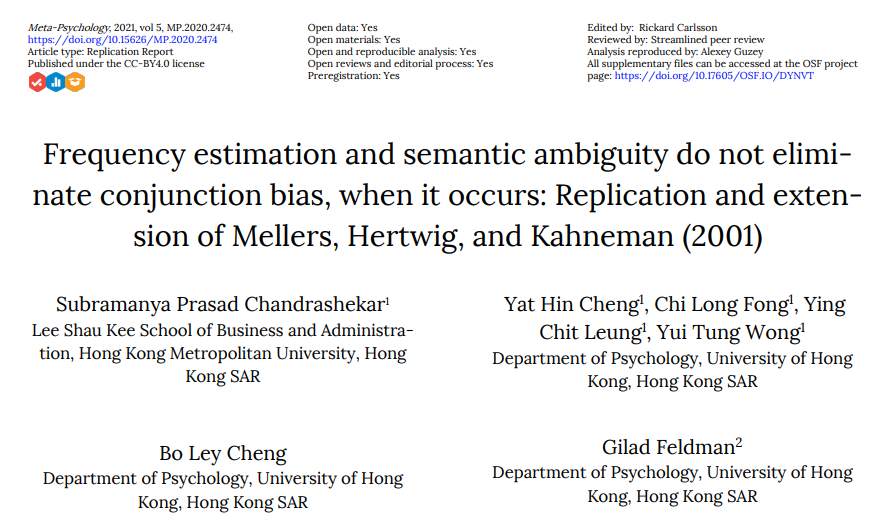 Meta-Psychology, 2021, vol 5, MP.2020.2474,
https://doi.org/10.15626/MP.2020.2474
Article type: Replication Report
Published under the CC-BY4.0 license
Open data: Yes
Open materials: Yes
Open and reproducible analysis: Yes
Open reviews and editorial process: Yes
Preregistration: Yes
Edited by: Rickard Carlsson
Reviewed by: Streamlined peer review
Analysis reproduced by: Alexey Guzey
All supplementary files can be accessed at the OSF project
page: https://doi.org/10.17605/OSF.IO/DYNVT
Frequency estimation and semantic ambiguity do not elimi-
nate conjunction bias, when it occurs: Replication and exten-
sion of Mellers, Hertwig, and Kahneman (2001)
Subramanya Prasad Chandrashekar¹
Lee Shau Kee School of Business and Administra-
tion, Hong Kong Metropolitan University, Hong
Kong SAR
Yat Hin Cheng¹, Chi Long Fong¹, Ying
Chit Leung¹, Yui Tung Wong¹
Department of Psychology, University of Hong
Kong, Hong Kong SAR
Bo Ley Cheng
Department of Psychology, University of Hong
Kong, Hong Kong SAR
Gilad Feldman²
Department of Psychology, University of Hong
Kong, Hong Kong SAR